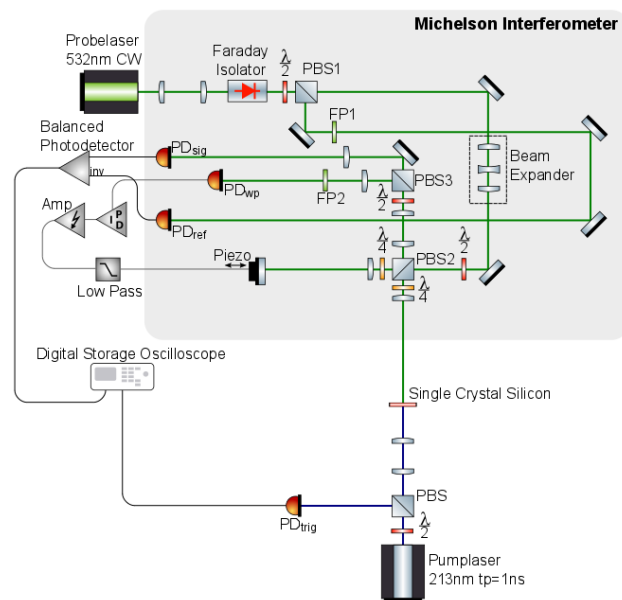 Michelson Interferometer
Probelaser
532nm CW
Faraday
Isolator
λ
2
PBS1
FP1
Balanced
Photodetector
PDsig
inv
PDwp
FP2
PBS3
λ
2
Beam
Expander
Amp
P
I D
PDref
λ
4
PBS2
λ
2
Piezo
Low Pass
λ
4
Digital Storage Oscilloscope
Single Crystal Silicon
PBS
PDtrig
λ
2
Pumplaser
213nm tp=1ns